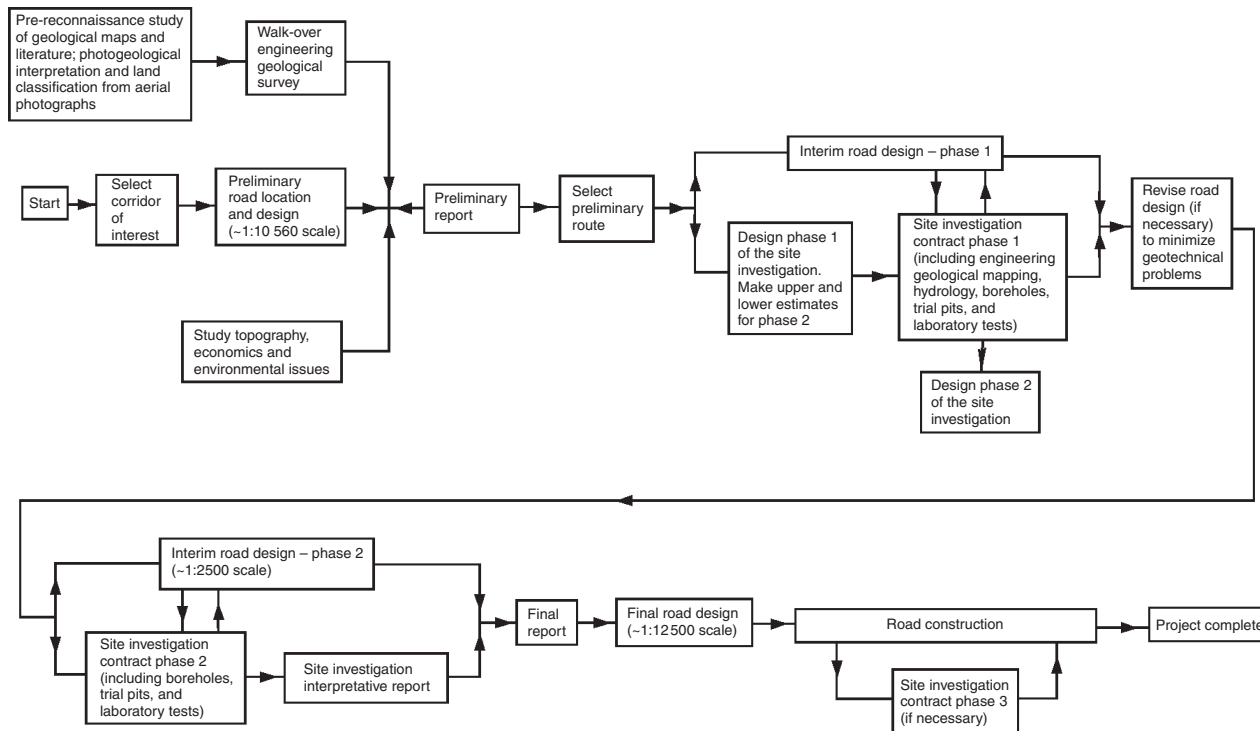 Pre-reconnaissance study
of geological maps and
literature; photogeological
interpretation and land
classification from aerial
photographs
Walk-over
engineering
geological
survey
Start
Select
corridor
of
interest
Preliminary
road location
and design
(~1:10 560 scale)
Study topography,
economics and
environmental issues
Preliminary
report
Select
preliminary
route
Interim road design – phase 1
Design phase 1
of the site
investigation.
Make upper and
lower estimates
for phase 2
Site investigation
contract phase 1
(including engineering
geological mapping,
hydrology, boreholes,
trial pits, and
laboratory tests)
Design phase 2
of the site
investigation
Revise road
design (if
necessary)
to minimize
geotechnical
problems
Interim road design – phase 2
(~1:2500 scale)
Site investigation
contract phase 2
(including boreholes,
trial pits, and
laboratory tests)
Site investigation
interpretative report
Final
report
Final road design
(~1:12 500 scale)
Road construction
Site investigation
contract phase 3
(if necessary)
Project complete